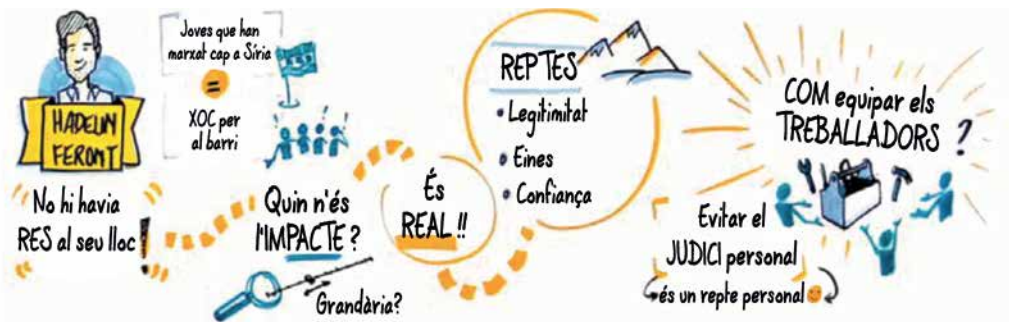 HADELIN
FERONT
No hi havia
RES al seu lloc!
Joves que han
marxat cap a Síria
=
XOC per
al barri
Quin n'és
l'IMPACTE?
Grandària?
És
REAL!!
REPTES
• Legitimitat
• Eines
• Confiança
COM equipar els
TREBALLADORS?
Evitar el
JUDICI personal
és un repte personal